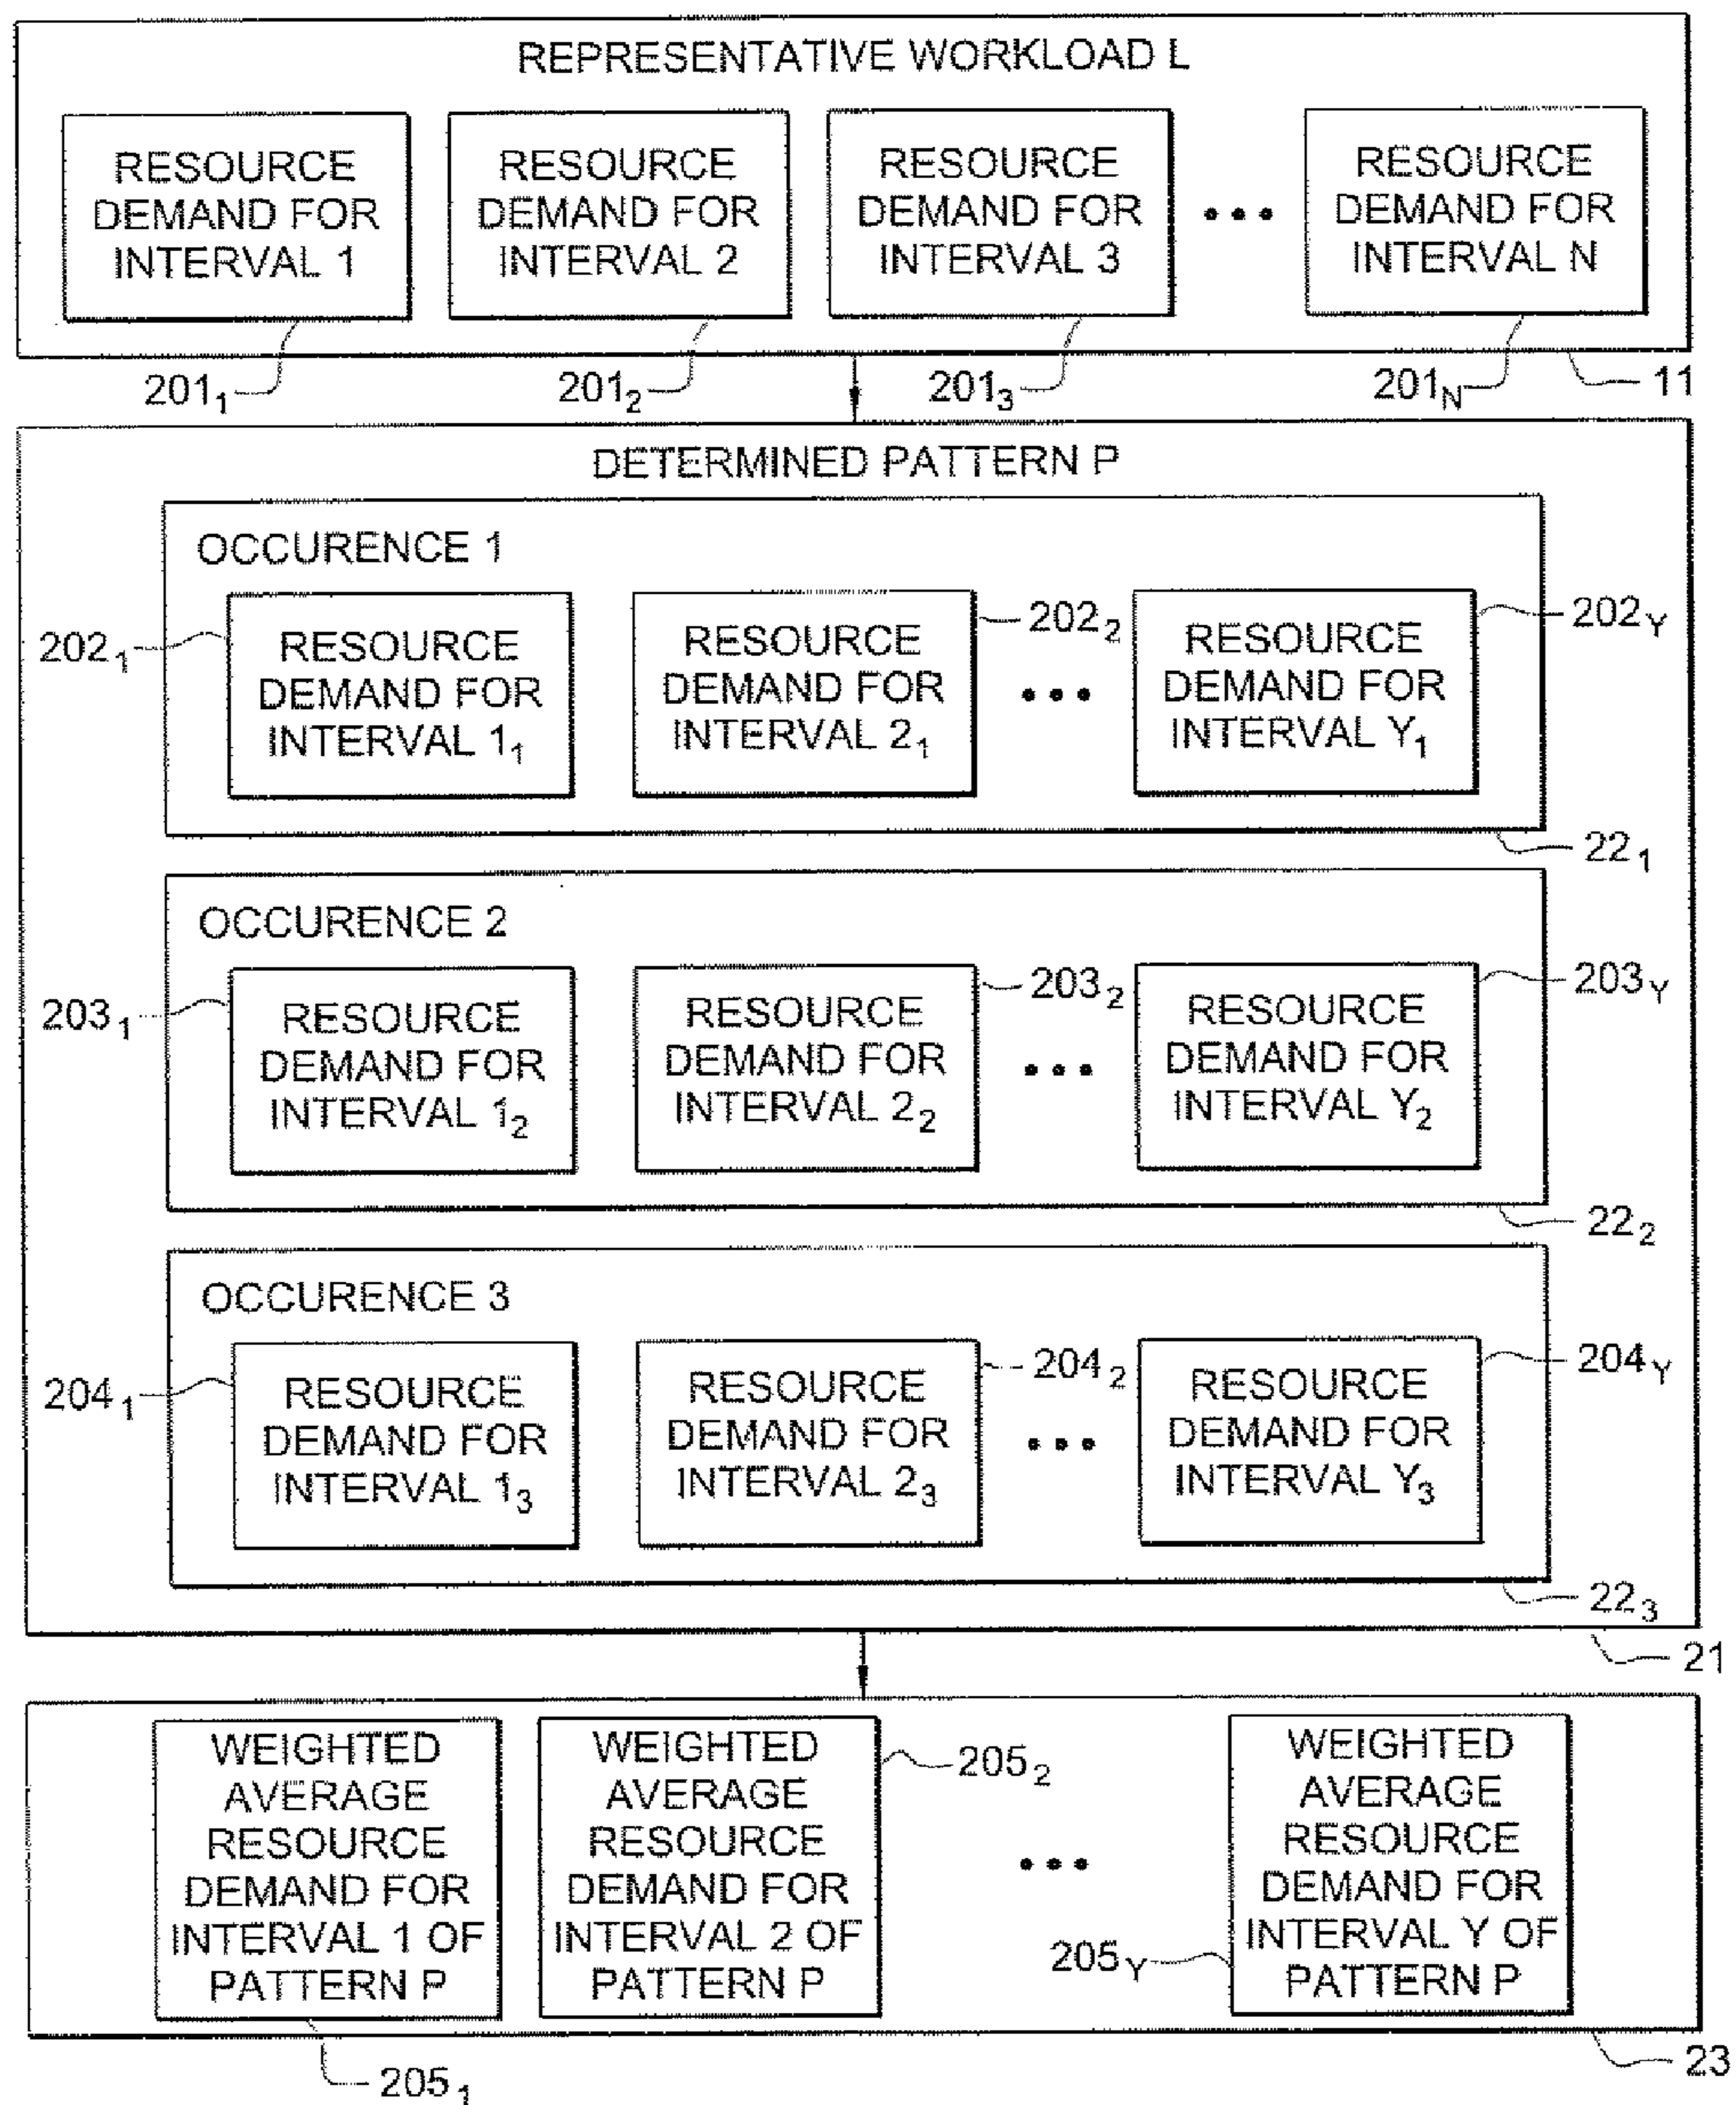 REPRESENTATIVE WORKLOAD L
RESOURCE DEMAND FOR INTERVAL 1
RESOURCE DEMAND FOR INTERVAL 2
RESOURCE DEMAND FOR INTERVAL 3
•••
RESOURCE DEMAND FOR INTERVAL N
201₁
201₂
201₃
201N
11
DETERMINED PATTERN P
OCCURENCE 1
202₁
RESOURCE DEMAND FOR INTERVAL 1₁
RESOURCE DEMAND FOR INTERVAL 2₁
202₂
•••
RESOURCE DEMAND FOR INTERVAL Y₁
202Y
22₁
OCCURENCE 2
203₁
RESOURCE DEMAND FOR INTERVAL 1₂
RESOURCE DEMAND FOR INTERVAL 2₂
203₂
•••
RESOURCE DEMAND FOR INTERVAL Y₂
203Y
22₂
OCCURENCE 3
204₁
RESOURCE DEMAND FOR INTERVAL 1₃
RESOURCE DEMAND FOR INTERVAL 2₃
204₂
•••
RESOURCE DEMAND FOR INTERVAL Y₃
204Y
22₃
21
WEIGHTED AVERAGE RESOURCE DEMAND FOR INTERVAL 1 OF PATTERN P
WEIGHTED AVERAGE RESOURCE DEMAND FOR INTERVAL 2 OF PATTERN P
205₂
•••
205Y
WEIGHTED AVERAGE RESOURCE DEMAND FOR INTERVAL Y OF PATTERN P
205₁
23